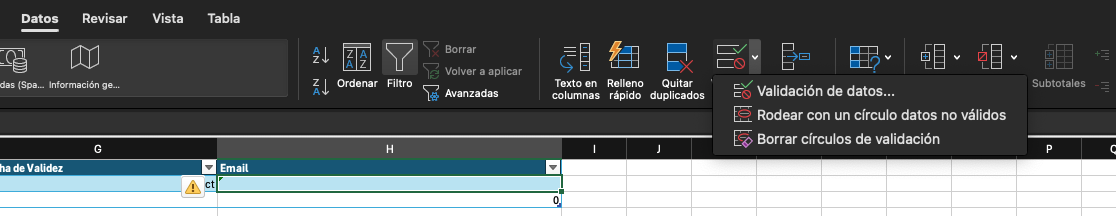 Datos Revisar Vista Tabla
das (Spa... Información ge...
A Z
Z A
Ordenar
Filtro
Borrar
Volver a aplicar
Avanzadas
Texto en columnas
Relleno rápido
Quitar duplicados
Subtotales
Validación de datos...
Rodear con un círculo datos no válidos
Borrar círculos de validación
G H I J P Q
ha de Validez Email
ct
0